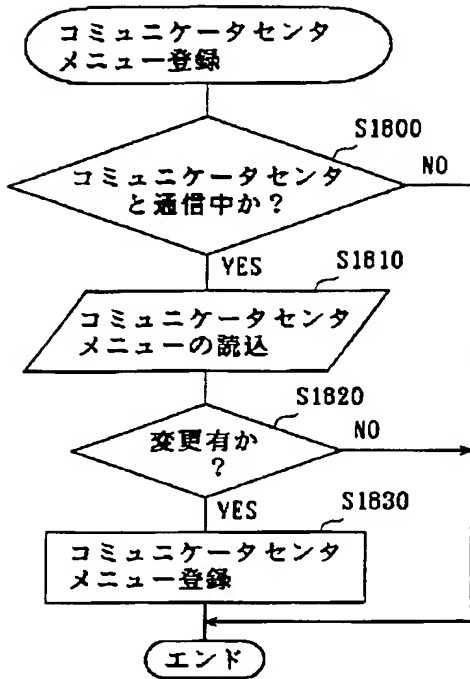 コミュニケータセンタ
メニュー登録
S1800
NO
コミュニケータセンタ
と通信中か?
YES
S1810
コミュニケータセンタ
メニューの読込
S1820
変更有か
?
NO
YES
S1830
コミュニケータセンタ
メニュー登録
エンド